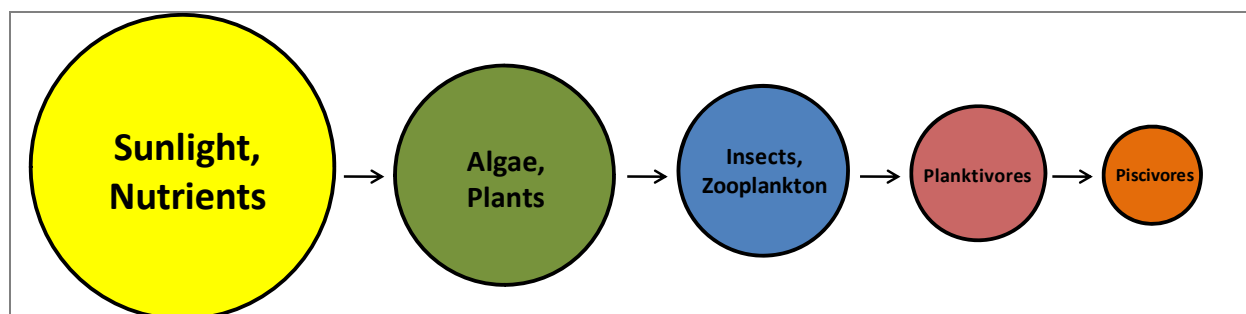 Sunlight,
Nutrients
Algae,
Plants
Insects,
Zooplankton
Planktivores
Piscivores